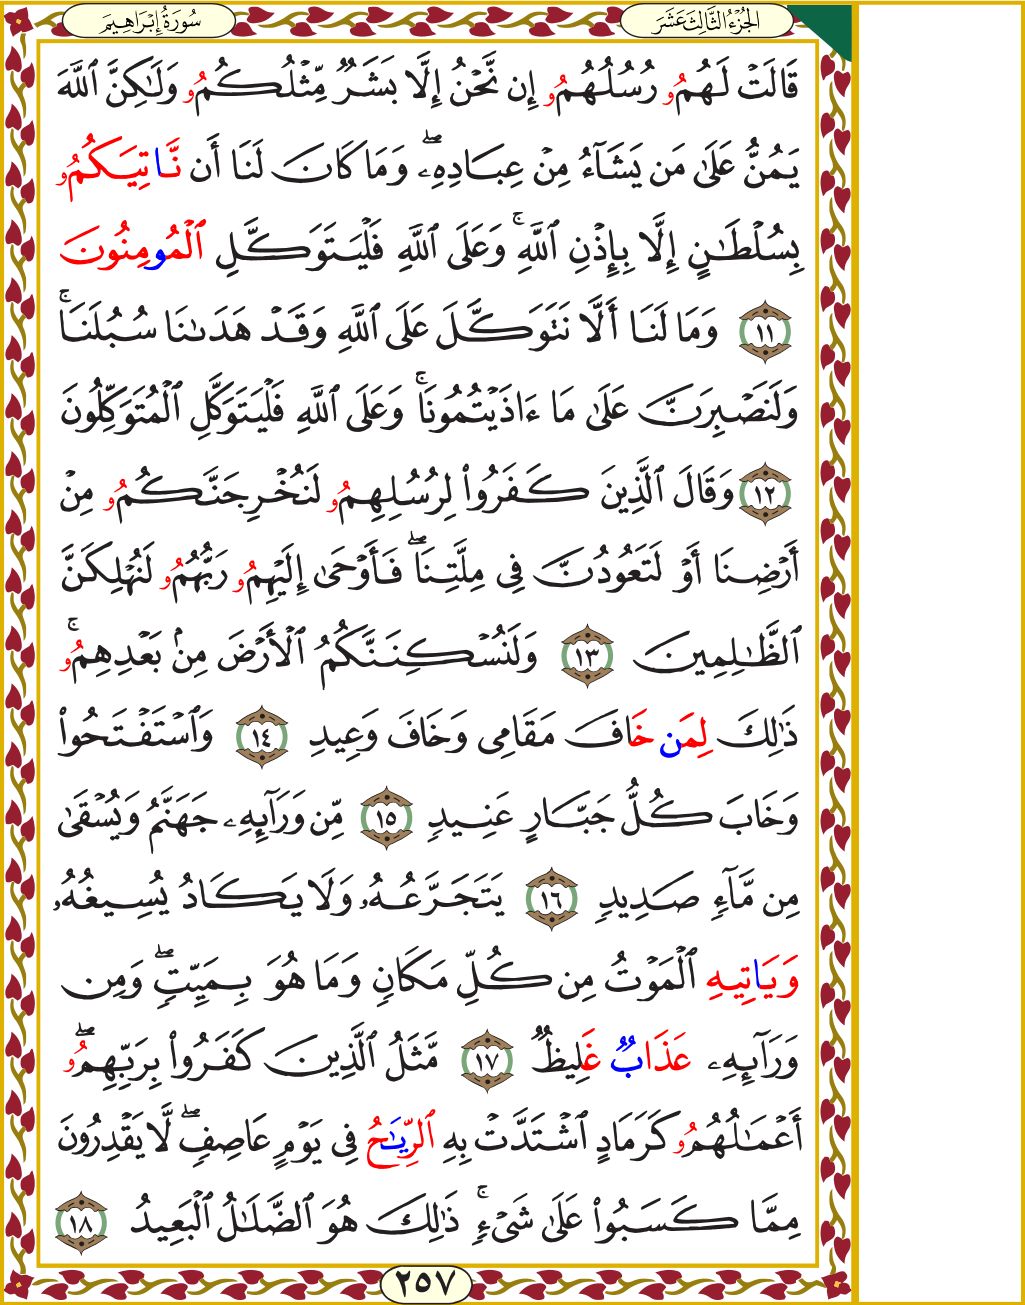 سُورَةُ إِبْرَاهِيمَ
الجُزْءُ الثَّالِثَ عَشَرَ
قَالَتْ لَهُمُو رُسُلُهُمُو إِن نَّحْنُ إِلَّا بَشَرٌ مِّثْلُكُمُو وَلَٰكِنَّ ٱللَّهَ
يَمُنُّ عَلَىٰ مَن يَشَآءُ مِنْ عِبَادِهِۦۖ وَمَا كَانَ لَنَا أَن نَّاتِيَكُمُو
بِسُلْطَٰنٍ إِلَّا بِإِذْنِ ٱللَّهِۚ وَعَلَى ٱللَّهِ فَلْيَتَوَكَّلِ ٱلْمُومِنُونَ
١١ وَمَا لَنَا أَلَّا نَتَوَكَّلَ عَلَى ٱللَّهِ وَقَدْ هَدَىٰنَا سُبُلَنَاۚ
وَلَنَصْبِرَنَّ عَلَىٰ مَا ءَاذَيْتُمُونَاۚ وَعَلَى ٱللَّهِ فَلْيَتَوَكَّلِ ٱلْمُتَوَكِّلُونَ
١٢ وَقَالَ ٱلَّذِينَ كَفَرُوا۟ لِرُسُلِهِمُو لَنُخْرِجَنَّكُمُو مِنْ
أَرْضِنَا أَوْ لَتَعُودُنَّ فِى مِلَّتِنَاۖ فَأَوْحَىٰ إِلَيْهِمُو رَبُّهُمُو لَنُهْلِكَنَّ
ٱلظَّٰلِمِينَ ١٣ وَلَنُسْكِنَنَّكُمُ ٱلْأَرْضَ مِنۢ بَعْدِهِمُوۚ
ذَٰلِكَ لِمَن خَافَ مَقَامِى وَخَافَ وَعِيدِ ١٤ وَٱسْتَفْتَحُوا۟
وَخَابَ كُلُّ جَبَّارٍ عَنِيدٍ ١٥ مِّن وَرَآئِهِۦ جَهَنَّمُ وَيُسْقَىٰ
مِن مَّآءٍ صَدِيدٍ ١٦ يَتَجَرَّعُهُۥ وَلَا يَكَادُ يُسِيغُهُۥ
وَيَاتِيهِ ٱلْمَوْتُ مِن كُلِّ مَكَانٍ وَمَا هُوَ بِمَيِّتٍۖ وَمِن
وَرَآئِهِۦ عَذَابٌ غَلِيظٌ ١٧ مَّثَلُ ٱلَّذِينَ كَفَرُوا۟ بِرَبِّهِمُوۖ
أَعْمَٰلُهُمُو كَرَمَادٍ ٱشْتَدَّتْ بِهِ ٱلرِّيَٰحُ فِى يَوْمٍ عَاصِفٍۖ لَّا يَقْدِرُونَ
مِمَّا كَسَبُوا۟ عَلَىٰ شَىْءٍۚ ذَٰلِكَ هُوَ ٱلضَّلَٰلُ ٱلْبَعِيدُ ١٨
٢٥٧